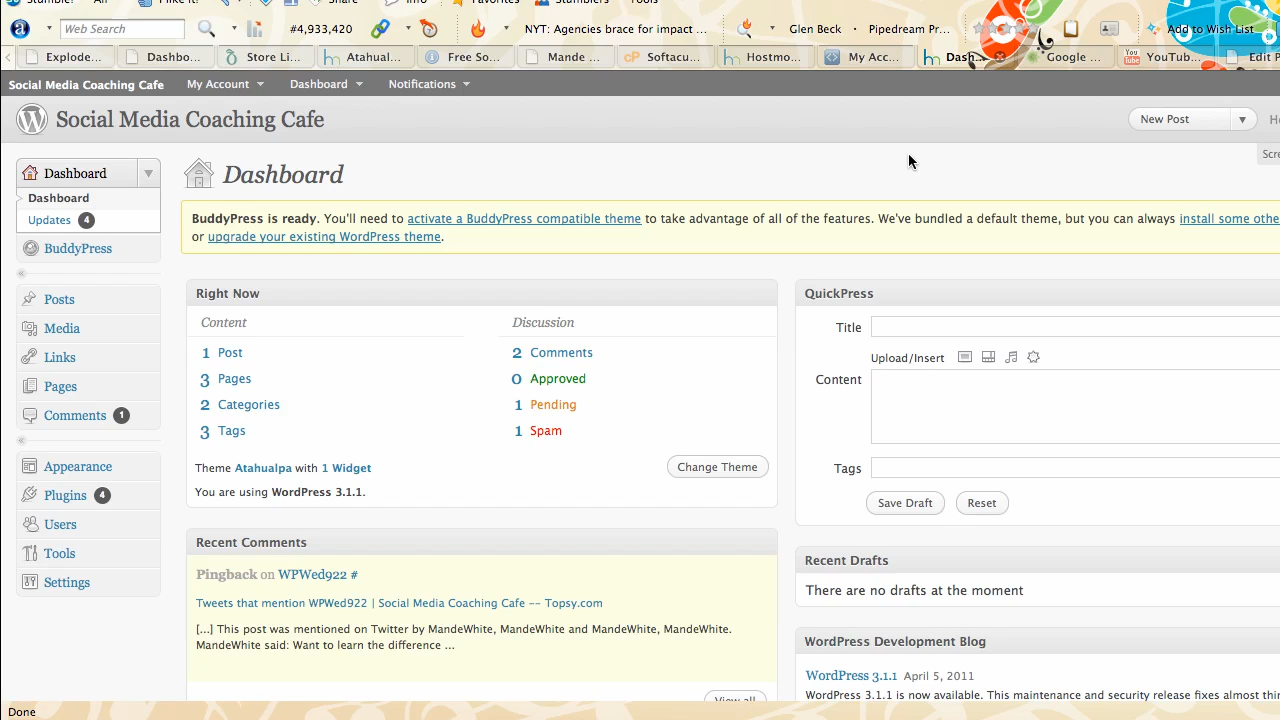 Web Search
#4,073,420
NYT: Agencies brace for impact ...
Glen Beck
Pipedream Pr...
Add to Wish List
Explode...
Dashbo...
Store Li...
Atahual...
Free So...
Mande ...
cP Softacu...
Hostmo...
My Acc...
Dash...
Google ...
YouTub...
Edit P
Social Media Coaching Cafe
My Account
Dashboard
Notifications
Social Media Coaching Cafe
New Post
Dashboard
Dashboard
Dashboard
Updates 4
BuddyPress is ready. You'll need to activate a BuddyPress compatible theme to take advantage of all of the features. We've bundled a default theme, but you can always install some othe
or upgrade your existing WordPress theme.
BuddyPress
Posts
Media
Links
Pages
Comments 1
Appearance
Plugins 4
Users
Tools
Settings
Right Now
Content
Discussion
1 Post
2 Comments
3 Pages
0 Approved
2 Categories
1 Pending
3 Tags
1 Spam
Theme Atahualpa with 1 Widget
Change Theme
You are using WordPress 3.1.1.
Recent Comments
Pingback on WPWed922 #
Tweets that mention WPWed922 | Social Media Coaching Cafe -- Topsy.com
[...] This post was mentioned on Twitter by MandeWhite, MandeWhite and MandeWhite, MandeWhite.
MandeWhite said: Want to learn the difference ...
View all
QuickPress
Title
Upload/Insert
Content
Tags
Save Draft
Reset
Recent Drafts
There are no drafts at the moment
WordPress Development Blog
WordPress 3.1.1 April 5, 2011
WordPress 3.1.1 is now available. This maintenance and security release fixes almost thi
Done